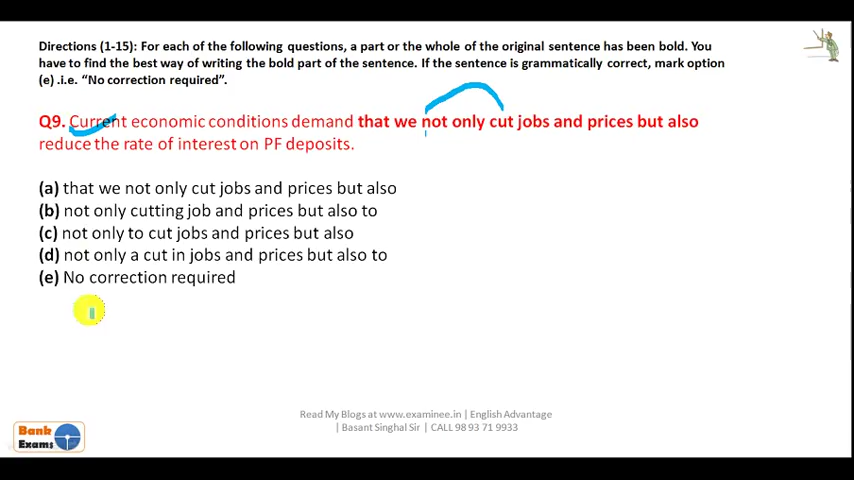 Directions (1-15): For each of the following questions, a part or the whole of the original sentence has been bold. You
have to find the best way of writing the bold part of the sentence. If the sentence is grammatically correct, mark option
(e) .i.e. “No correction required”.
Q9. Current economic conditions demand that we not only cut jobs and prices but also
reduce the rate of interest on PF deposits.
(a) that we not only cut jobs and prices but also
(b) not only cutting job and prices but also to
(c) not only to cut jobs and prices but also
(d) not only a cut in jobs and prices but also to
(e) No correction required
Read My Blogs at www.examinee.in | English Advantage
| Basant Singhal Sir | CALL 98 93 71 9933
Bank
Exams